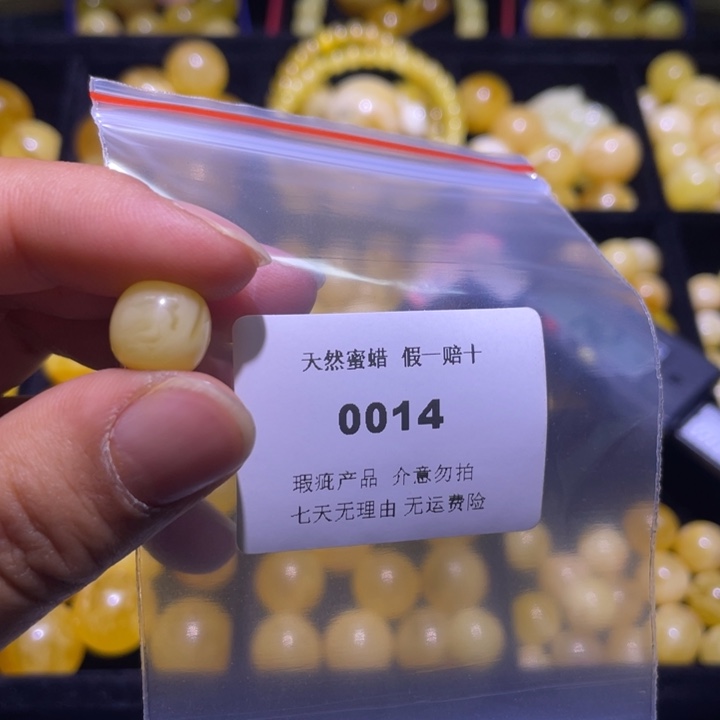 天然蜜蜡 假一赔十
0014
瑕疵产品 介意勿拍
七天无理由 无运费险